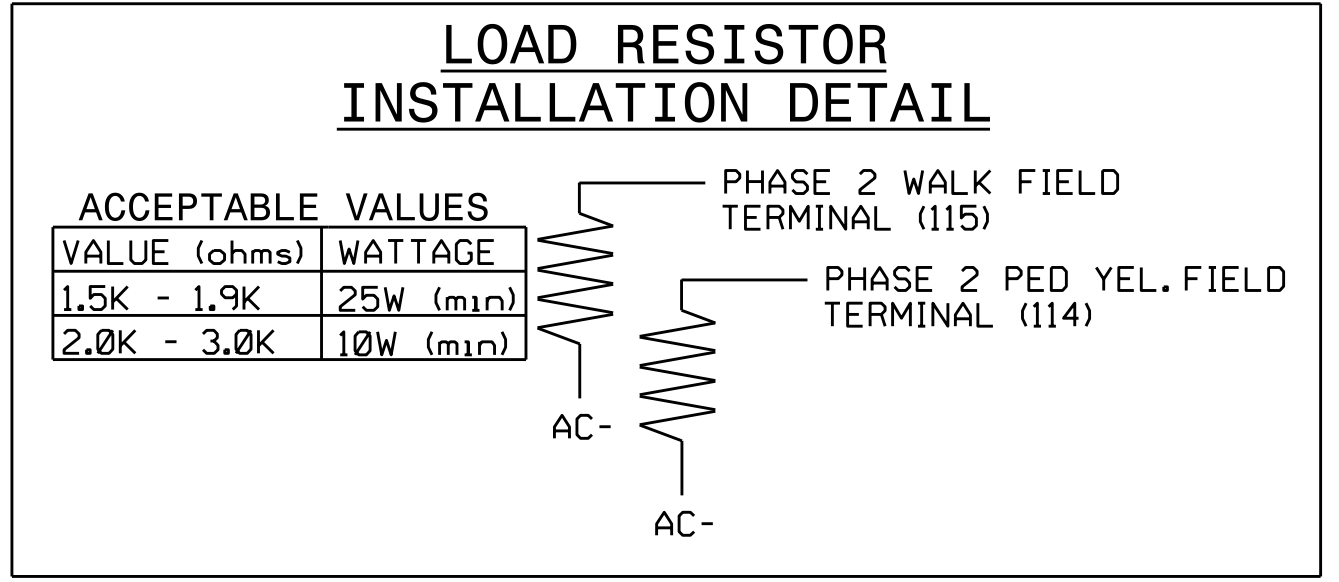 LOAD RESISTOR
INSTALLATION DETAIL
ACCEPTABLE VALUES
VALUE (ohms) WATTAGE
1.5K - 1.9K 25W (min)
2.0K - 3.0K 10W (min)
PHASE 2 WALK FIELD
TERMINAL (115)
AC-
PHASE 2 PED YEL. FIELD
TERMINAL (114)
AC-